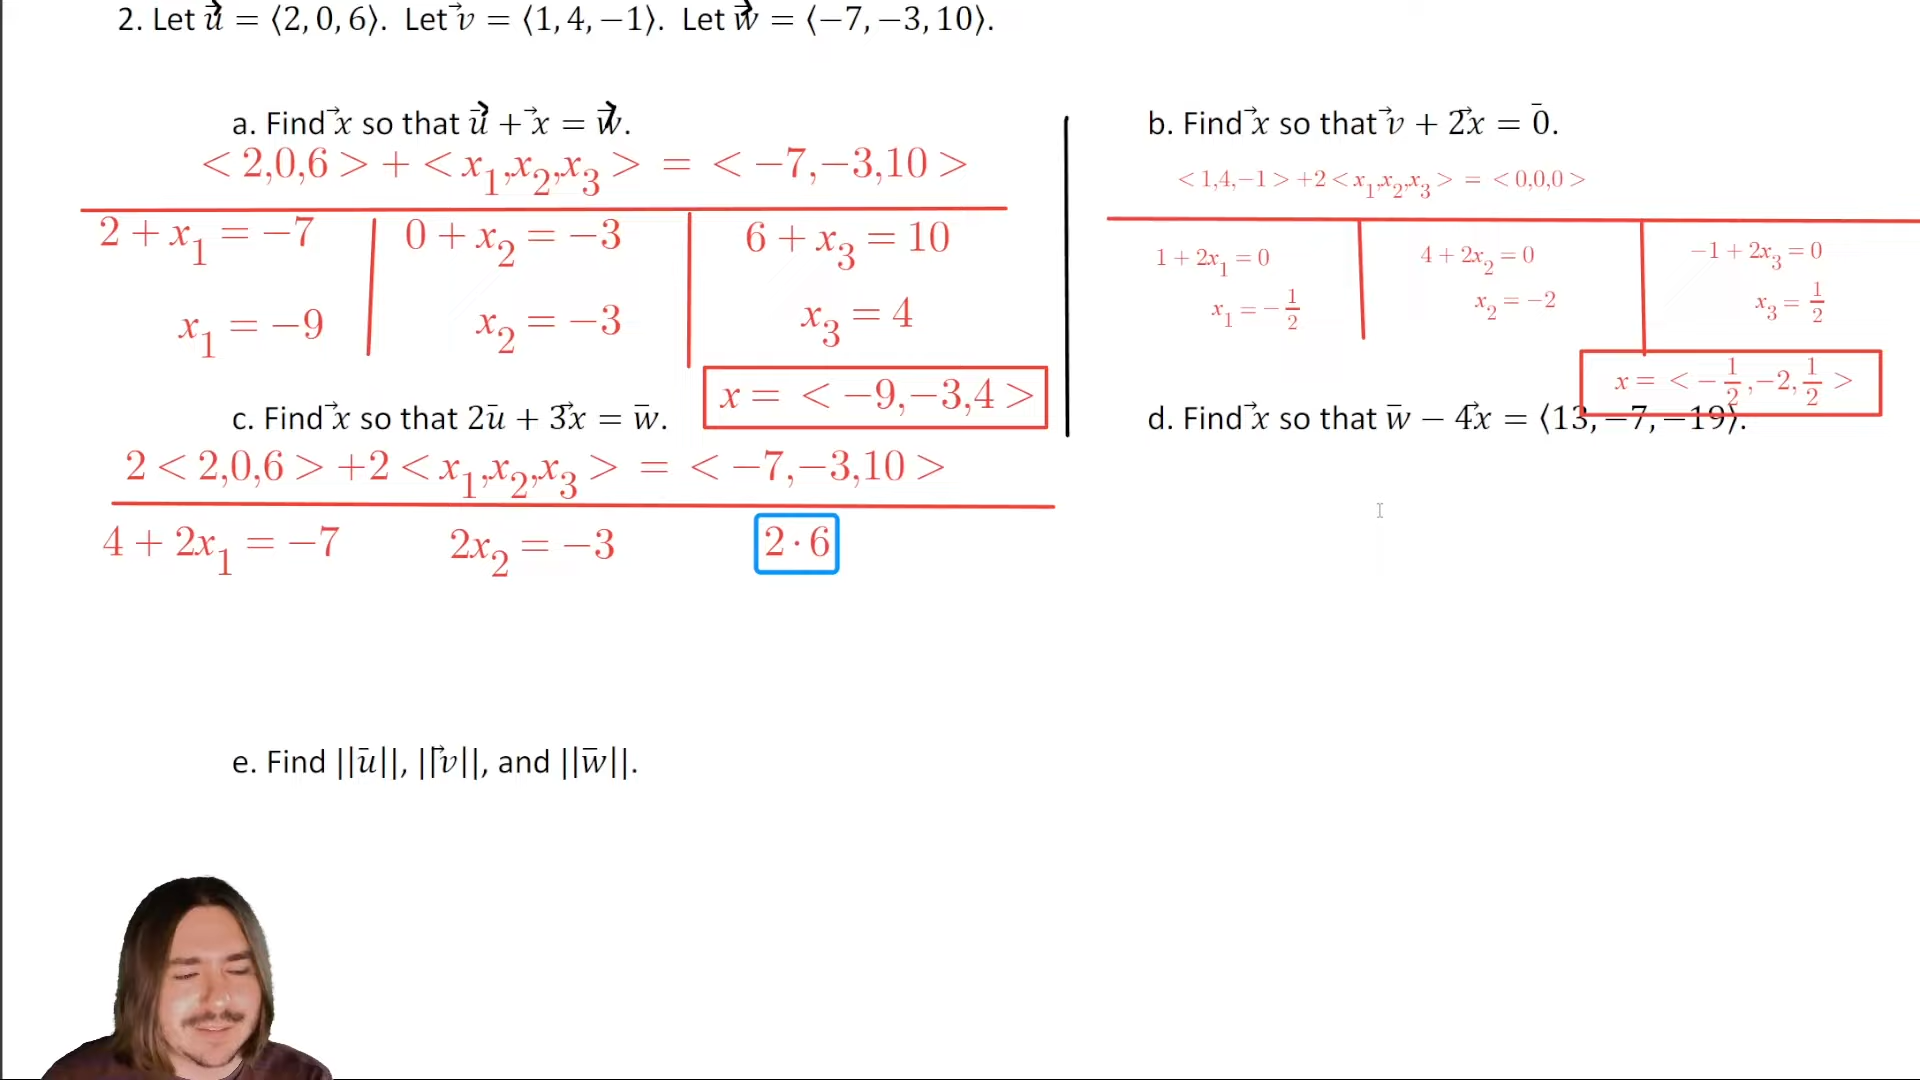 2. Let u⃗ = ⟨2, 0, 6⟩. Let v⃗ = ⟨1, 4, −1⟩. Let w⃗ = ⟨−7, −3, 10⟩.
a. Find x⃗ so that u⃗ + x⃗ = w⃗.
< 2,0,6 > + < x₁,x₂,x₃ > = < −7,−3,10 >
2 + x₁ = −7 0 + x₂ = −3 6 + x₃ = 10
x₁ = −9 x₂ = −3 x₃ = 4
x = < −9,−3,4 >
b. Find x⃗ so that v⃗ + 2x⃗ = 0̄.
< 1,4,−1 > +2 < x₁,x₂,x₃ > = < 0,0,0 >
1 + 2x₁ = 0 4 + 2x₂ = 0 −1 + 2x₃ = 0
x₁ = −1/2 x₂ = −2 x₃ = 1/2
x = < −1/2,−2,1/2 >
c. Find x⃗ so that 2ū + 3x⃗ = w̄.
2 < 2,0,6 > +2 < x₁,x₂,x₃ > = < −7,−3,10 >
4 + 2x₁ = −7 2x₂ = −3 2 · 6
d. Find x⃗ so that w̄ − 4x⃗ = ⟨13, −7, −19⟩.
e. Find ||ū||, ||v⃗||, and ||w̄||.